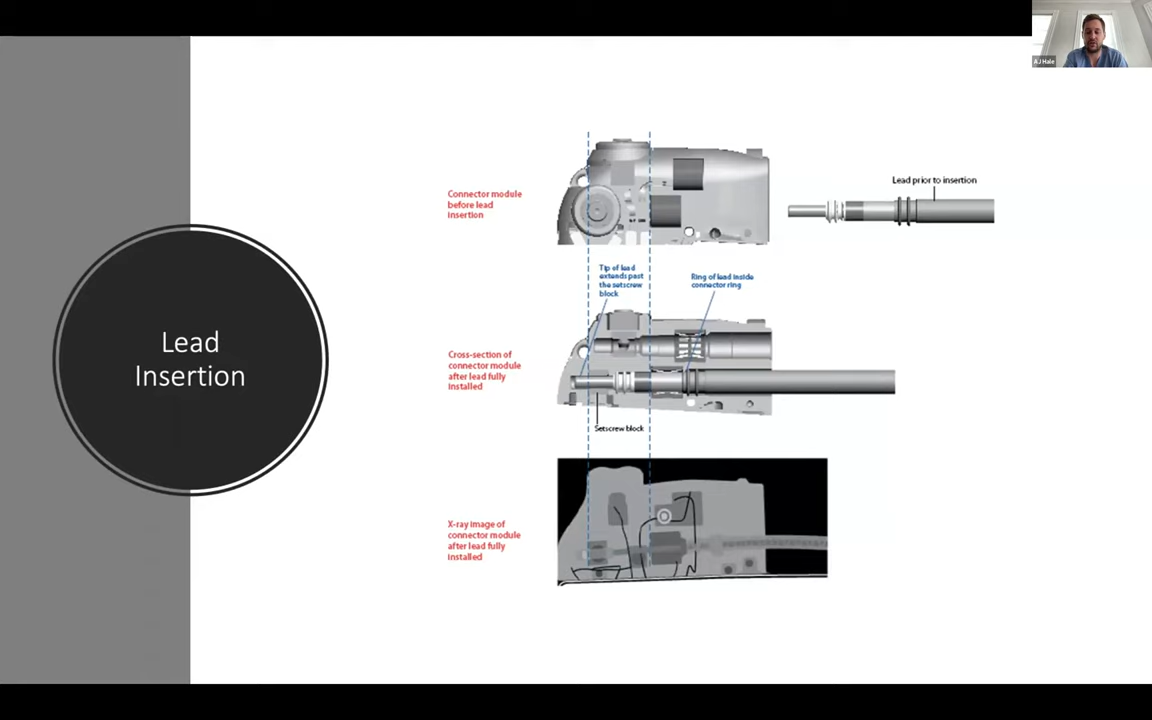 AJ Hale
Lead
Insertion
Connector module
before lead
insertion
Lead prior to insertion
Tip of lead
extends past
the setscrew
block
Ring of lead inside
connector ring
Cross-section of
connector module
after lead fully
installed
Setscrew block
X-ray image of
connector module
after lead fully
installed